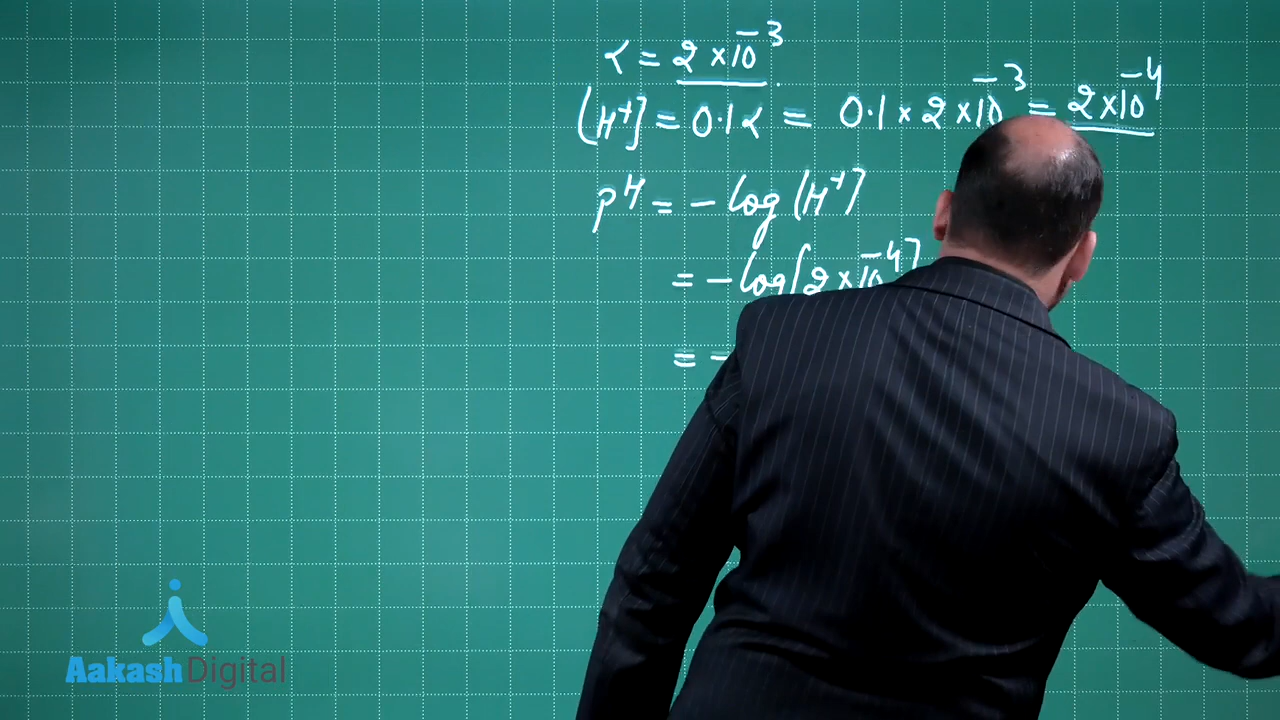 α = 2 × 10⁻³
[H⁺] = 0.1α = 0.1 × 2 × 10⁻³ = 2 × 10⁻⁴
pH = - log [H⁺]
= - log [2 × 10⁻⁴]
= -
Aakash Digital